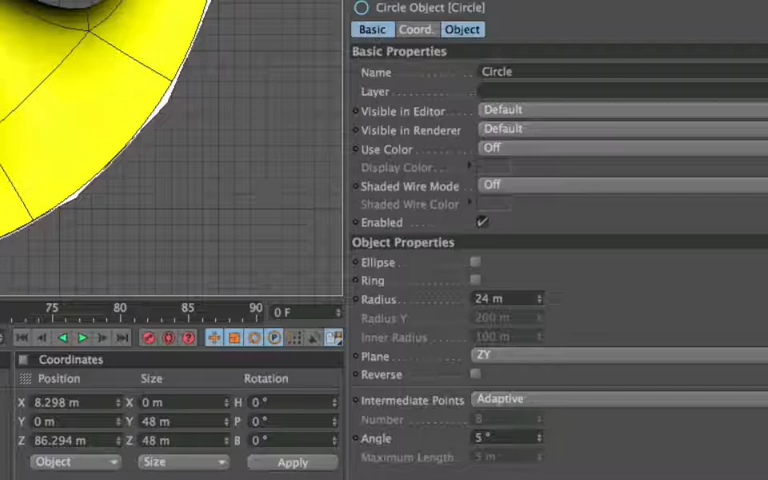 Circle Object [Circle]
Basic Coord. Object
Basic Properties
Name Circle
Layer
Visible in Editor Default
Visible in Renderer Default
Use Color Off
Display Color
Shaded Wire Mode Off
Shaded Wire Color
Enabled
Object Properties
Ellipse
Ring
Radius 24 m
Radius Y 200 m
Inner Radius 100 m
Plane ZY
Reverse
Intermediate Points Adaptive
Number 8
Angle 5 °
Maximum Length 5 m
75 80 85 90 0 F
Coordinates
Position Size Rotation
X 8.298 m X 0 m H 0 °
Y 0 m Y 48 m P 0 °
Z 86.294 m Z 48 m B 0 °
Object Size Apply